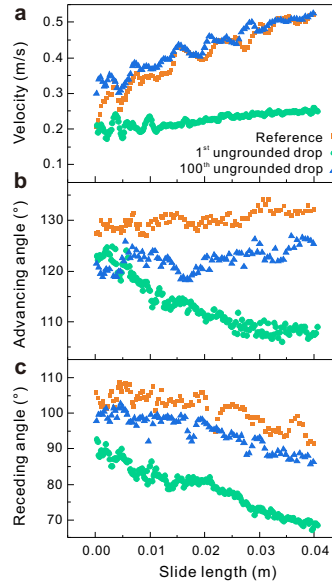 a
0.5
0.4
0.3
0.2
0.1
Velocity (m/s)
Reference
1st ungrounded drop
100th ungrounded drop
b
130
120
110
Advancing angle (°)
c
110
100
90
80
70
Receding angle (°)
0.00 0.01 0.02 0.03 0.04
Slide length (m)